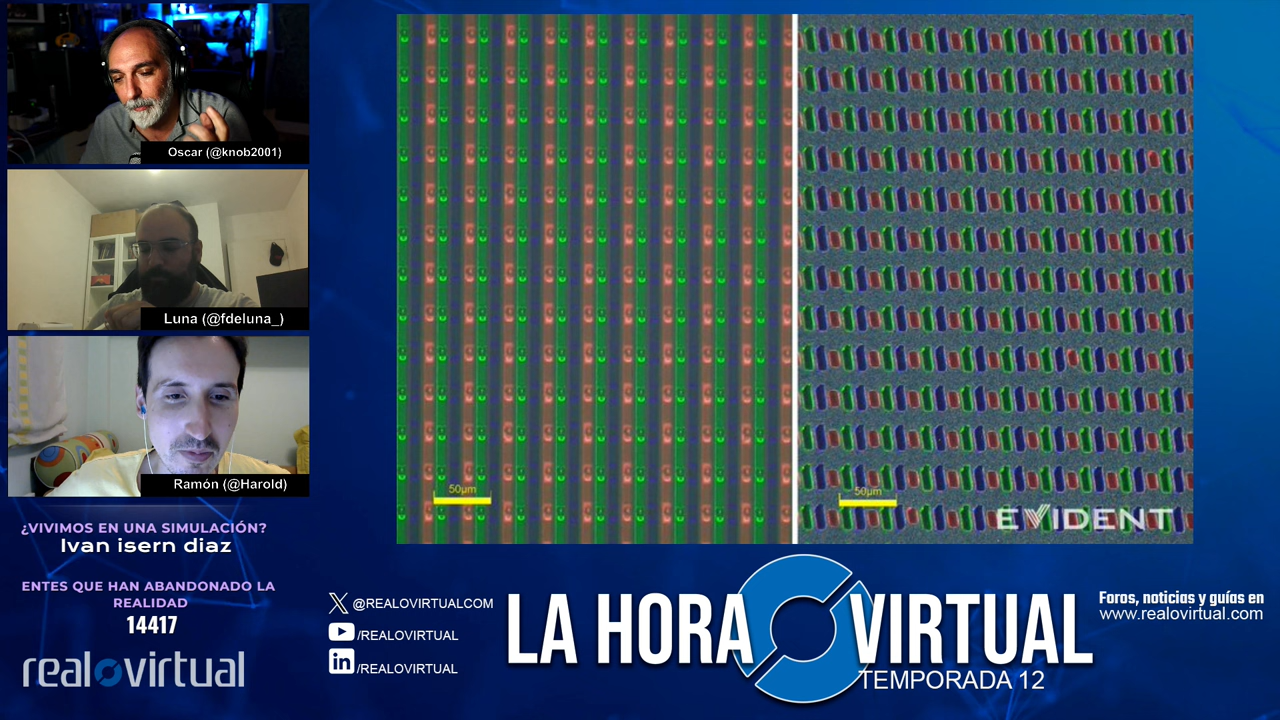 Oscar (@knob2001)
Luna (@fdeluna_)
Ramón (@Harold)
¿VIVIMOS EN UNA SIMULACIÓN?
Ivan isern diaz
ENTES QUE HAN ABANDONADO LA
REALIDAD
14417
realovirtual
50µm
50µm
EVIDENT
@REALOVIRTUALCOM
/REALOVIRTUAL
/REALOVIRTUAL
LA HORA VIRTUAL
TEMPORADA 12
Foros, noticias y guías en
www.realovirtual.com